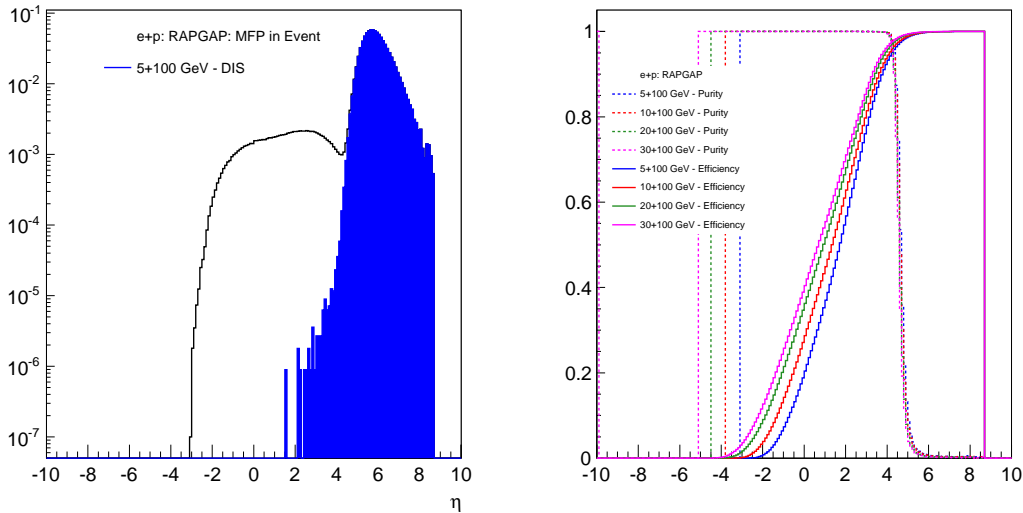 e+p: RAPGAP: MFP in Event
5+100 GeV - DIS
10⁻¹
10⁻²
10⁻³
10⁻⁴
10⁻⁵
10⁻⁶
10⁻⁷
-10 -8 -6 -4 -2 0 2 4 6 8 10
η
e+p: RAPGAP
5+100 GeV - Purity
10+100 GeV - Purity
20+100 GeV - Purity
30+100 GeV - Purity
5+100 GeV - Efficiency
10+100 GeV - Efficiency
20+100 GeV - Efficiency
30+100 GeV - Efficiency
1
0.8
0.6
0.4
0.2
0
-10 -8 -6 -4 -2 0 2 4 6 8 10